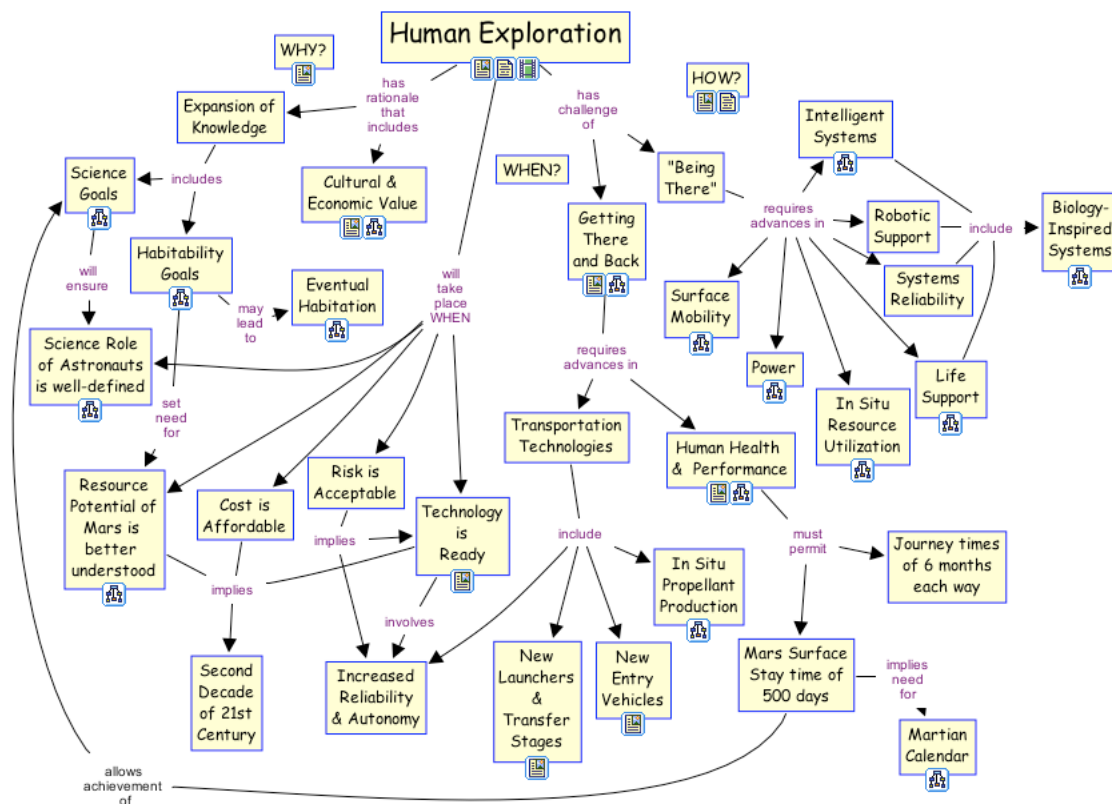 Human Exploration
WHY?
HOW?
has
rationale
that
includes
has
challenge
of
Expansion of
Knowledge
Intelligent
Systems
WHEN?
"Being
There"
Science
Goals
includes
Cultural &
Economic Value
Getting
There
and Back
requires
advances in
Robotic
Support
include
Biology-
Inspired
Systems
Habitability
Goals
Systems
Reliability
will
ensure
may
lead
to
Eventual
Habitation
will
take
place
WHEN
Surface
Mobility
Science Role
of Astronauts
is well-defined
requires
advances in
Power
Life
Support
set
need
for
In Situ
Resource
Utilization
Transportation
Technologies
Human Health
& Performance
Resource
Potential of
Mars is
better
understood
Cost is
Affordable
Risk is
Acceptable
Technology
is
Ready
implies
include
must
permit
Journey times
of 6 months
each way
implies
involves
In Situ
Propellant
Production
Second
Decade
of 21st
Century
Increased
Reliability
& Autonomy
New
Launchers
&
Transfer
Stages
New
Entry
Vehicles
Mars Surface
Stay time of
500 days
implies
need
for
Martian
Calendar
allows
achievement
of